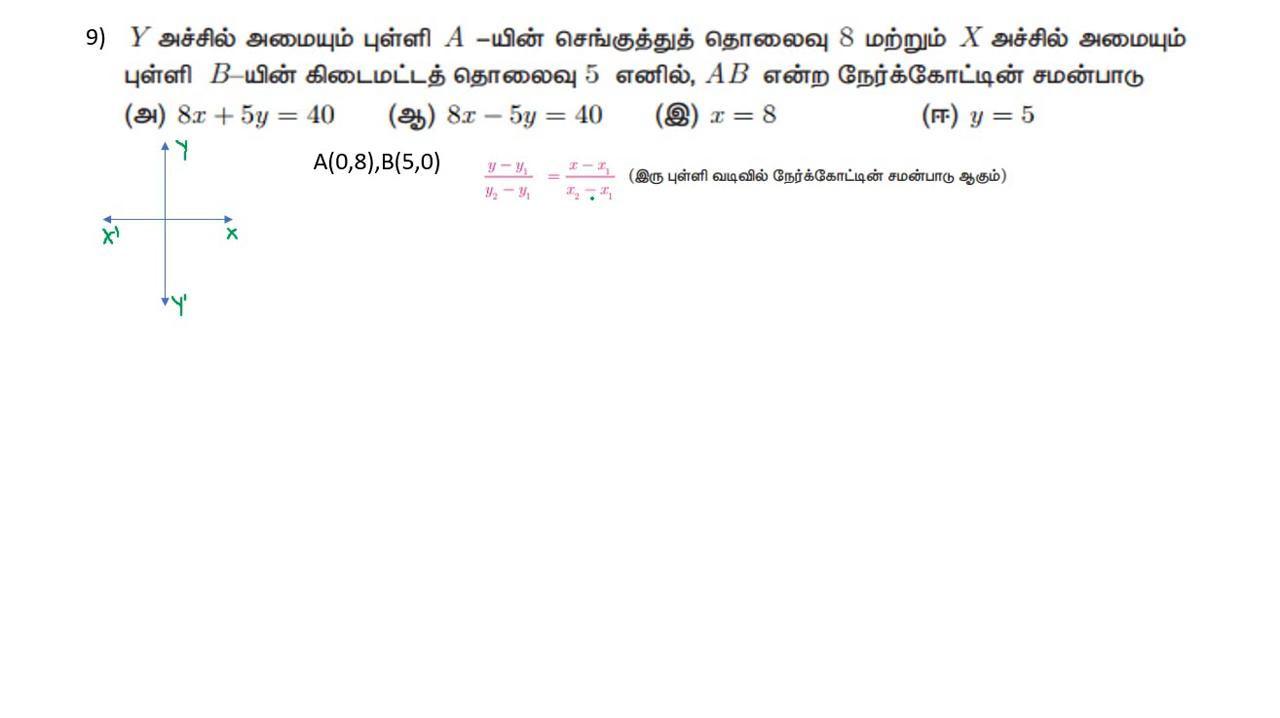 9) Y அச்சில் அமையும் புள்ளி A –யின் செங்குத்துத் தொலைவு 8 மற்றும் X அச்சில் அமையும்
புள்ளி B–யின் கிடைமட்டத் தொலைவு 5 எனில், AB என்ற நேர்க்கோட்டின் சமன்பாடு
(அ) 8x + 5y = 40 (ஆ) 8x − 5y = 40 (இ) x = 8 (ஈ) y = 5
Y
A(0,8),B(5,0) (y − y₁)/(y₂ − y₁) = (x − x₁)/(x₂ − x₁) (இரு புள்ளி வடிவில் நேர்க்கோட்டின் சமன்பாடு ஆகும்)
X' x
Y'